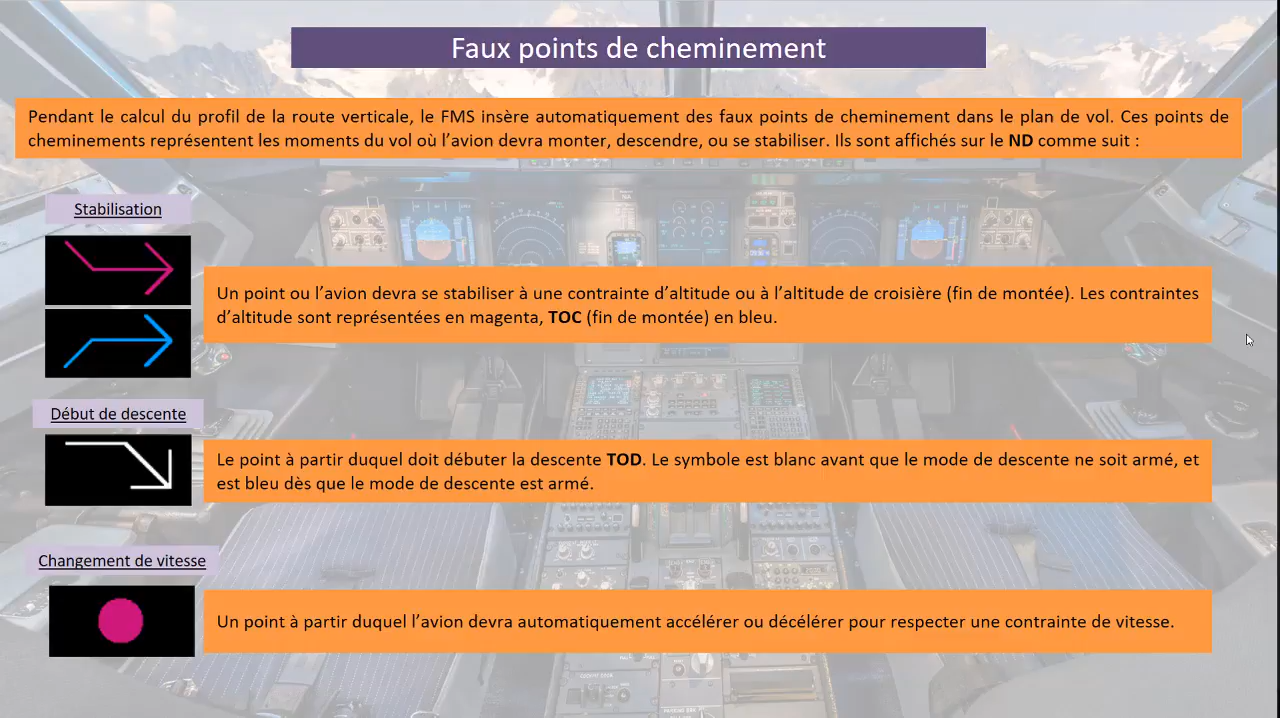 Faux points de cheminement
Pendant le calcul du profil de la route verticale, le FMS insère automatiquement des faux points de cheminement dans le plan de vol. Ces points de
cheminements représentent les moments du vol où l’avion devra monter, descendre, ou se stabiliser. Ils sont affichés sur le ND comme suit :
Stabilisation
Un point ou l’avion devra se stabiliser à une contrainte d’altitude ou à l’altitude de croisière (fin de montée). Les contraintes
d’altitude sont représentées en magenta, TOC (fin de montée) en bleu.
Début de descente
Le point à partir duquel doit débuter la descente TOD. Le symbole est blanc avant que le mode de descente ne soit armé, et
est bleu dès que le mode de descente est armé.
Changement de vitesse
Un point à partir duquel l’avion devra automatiquement accélérer ou décélérer pour respecter une contrainte de vitesse.
COCKPIT DOOR